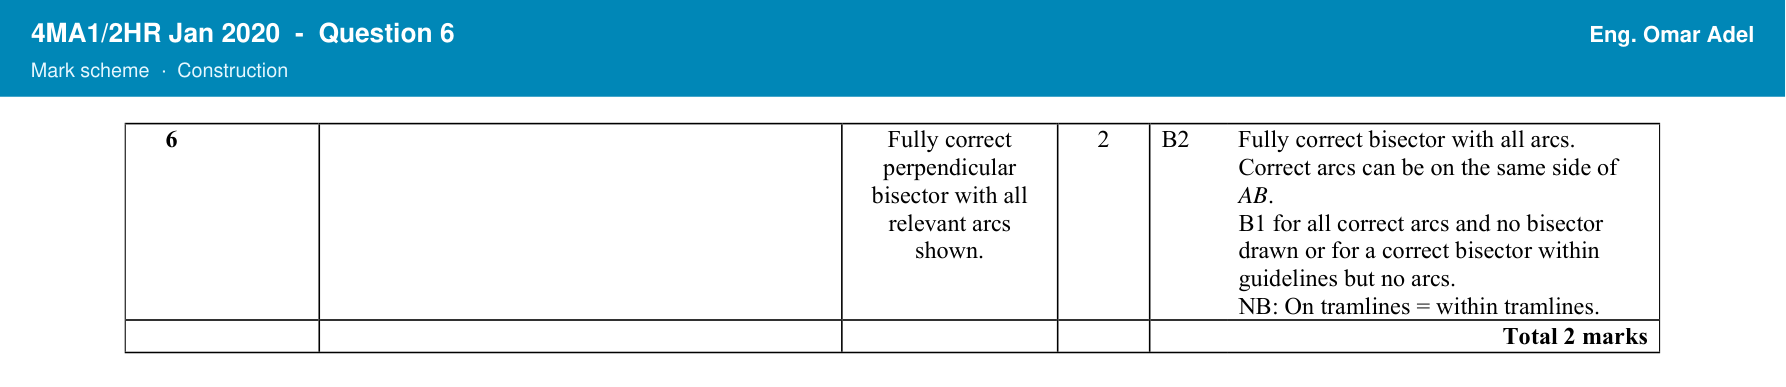 4MA1/2HR Jan 2020 - Question 6
Eng. Omar Adel
Mark scheme · Construction
6
Fully correct
perpendicular
bisector with all
relevant arcs
shown.
2
B2
Fully correct bisector with all arcs.
Correct arcs can be on the same side of
AB.
B1 for all correct arcs and no bisector
drawn or for a correct bisector within
guidelines but no arcs.
NB: On tramlines = within tramlines.
Total 2 marks